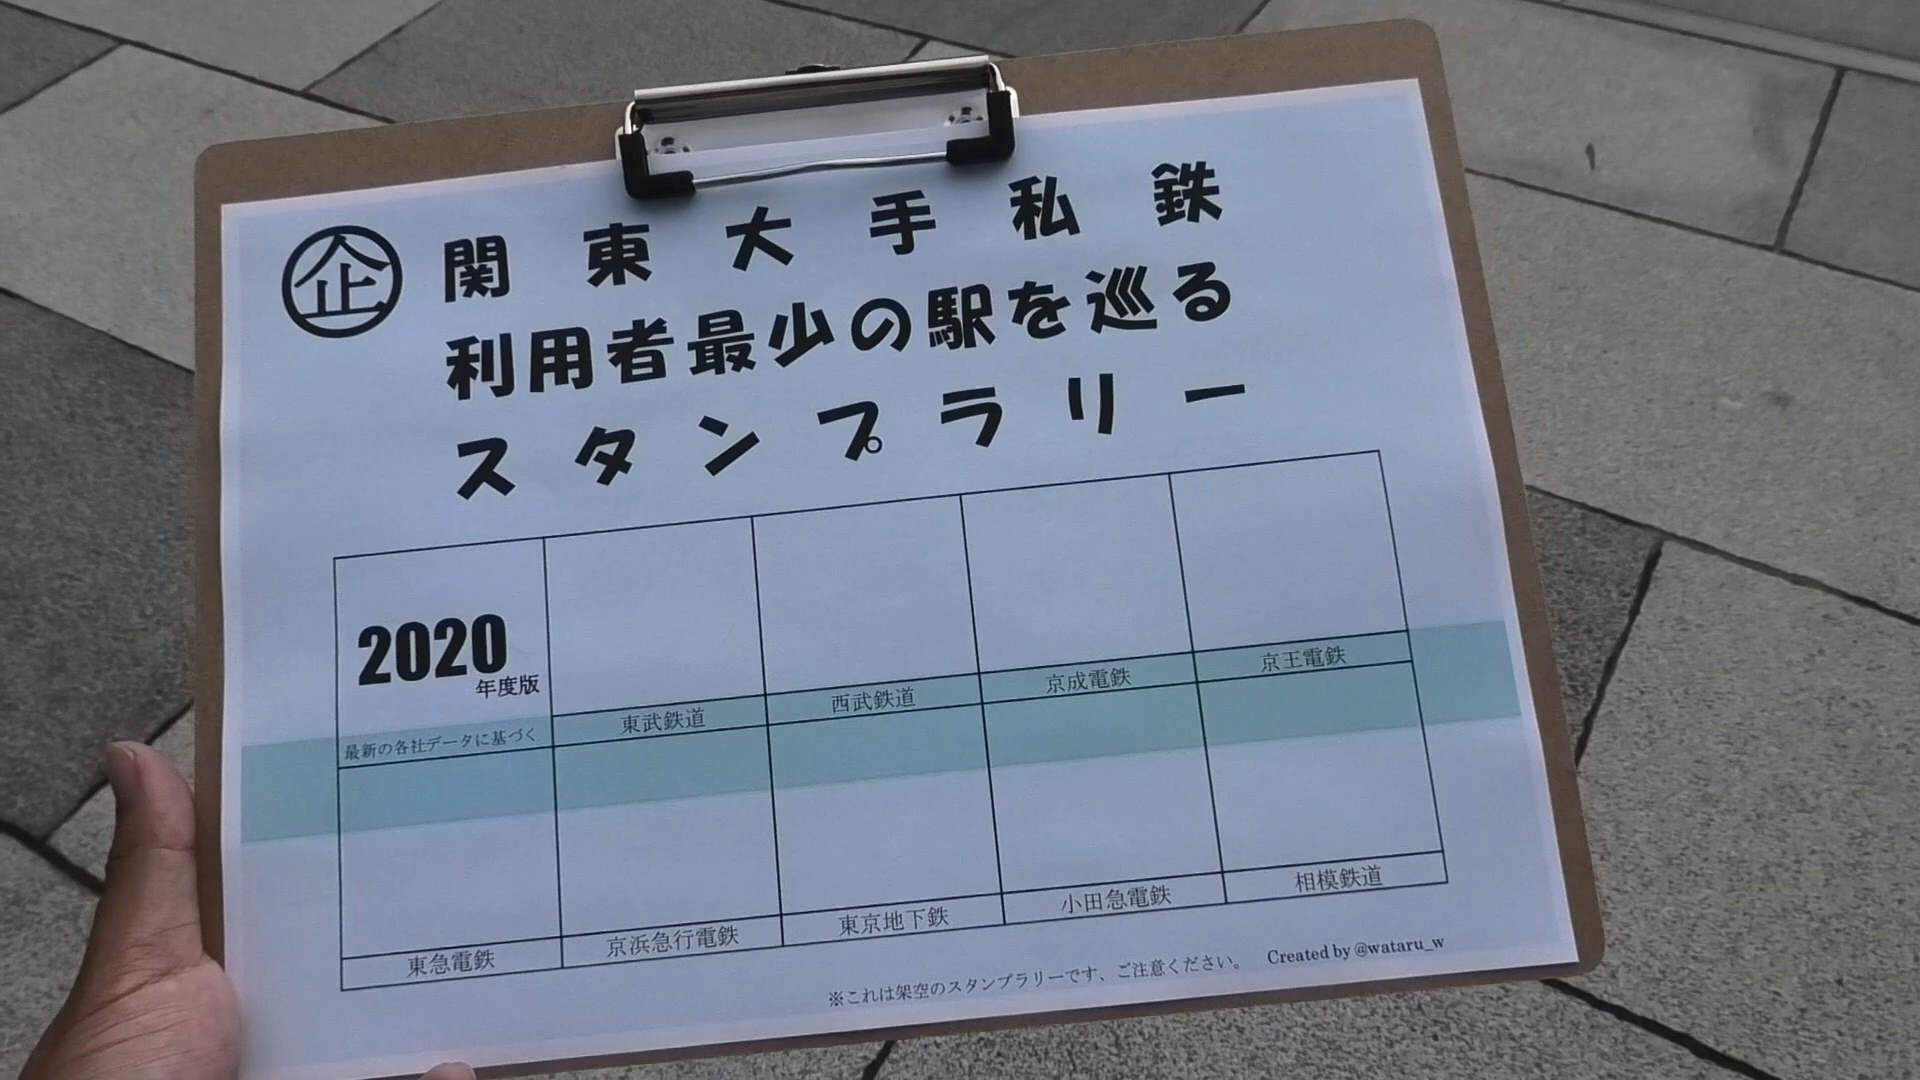 企
関東大手私鉄
利用者最少の駅を巡る
スタンプラリー
2020
年度版
最新の各社データに基づく
東武鉄道
西武鉄道
京成電鉄
京王電鉄
東急電鉄
京浜急行電鉄
東京地下鉄
小田急電鉄
相模鉄道
※これは架空のスタンプラリーです、ご注意ください。 Created by @wataru_w